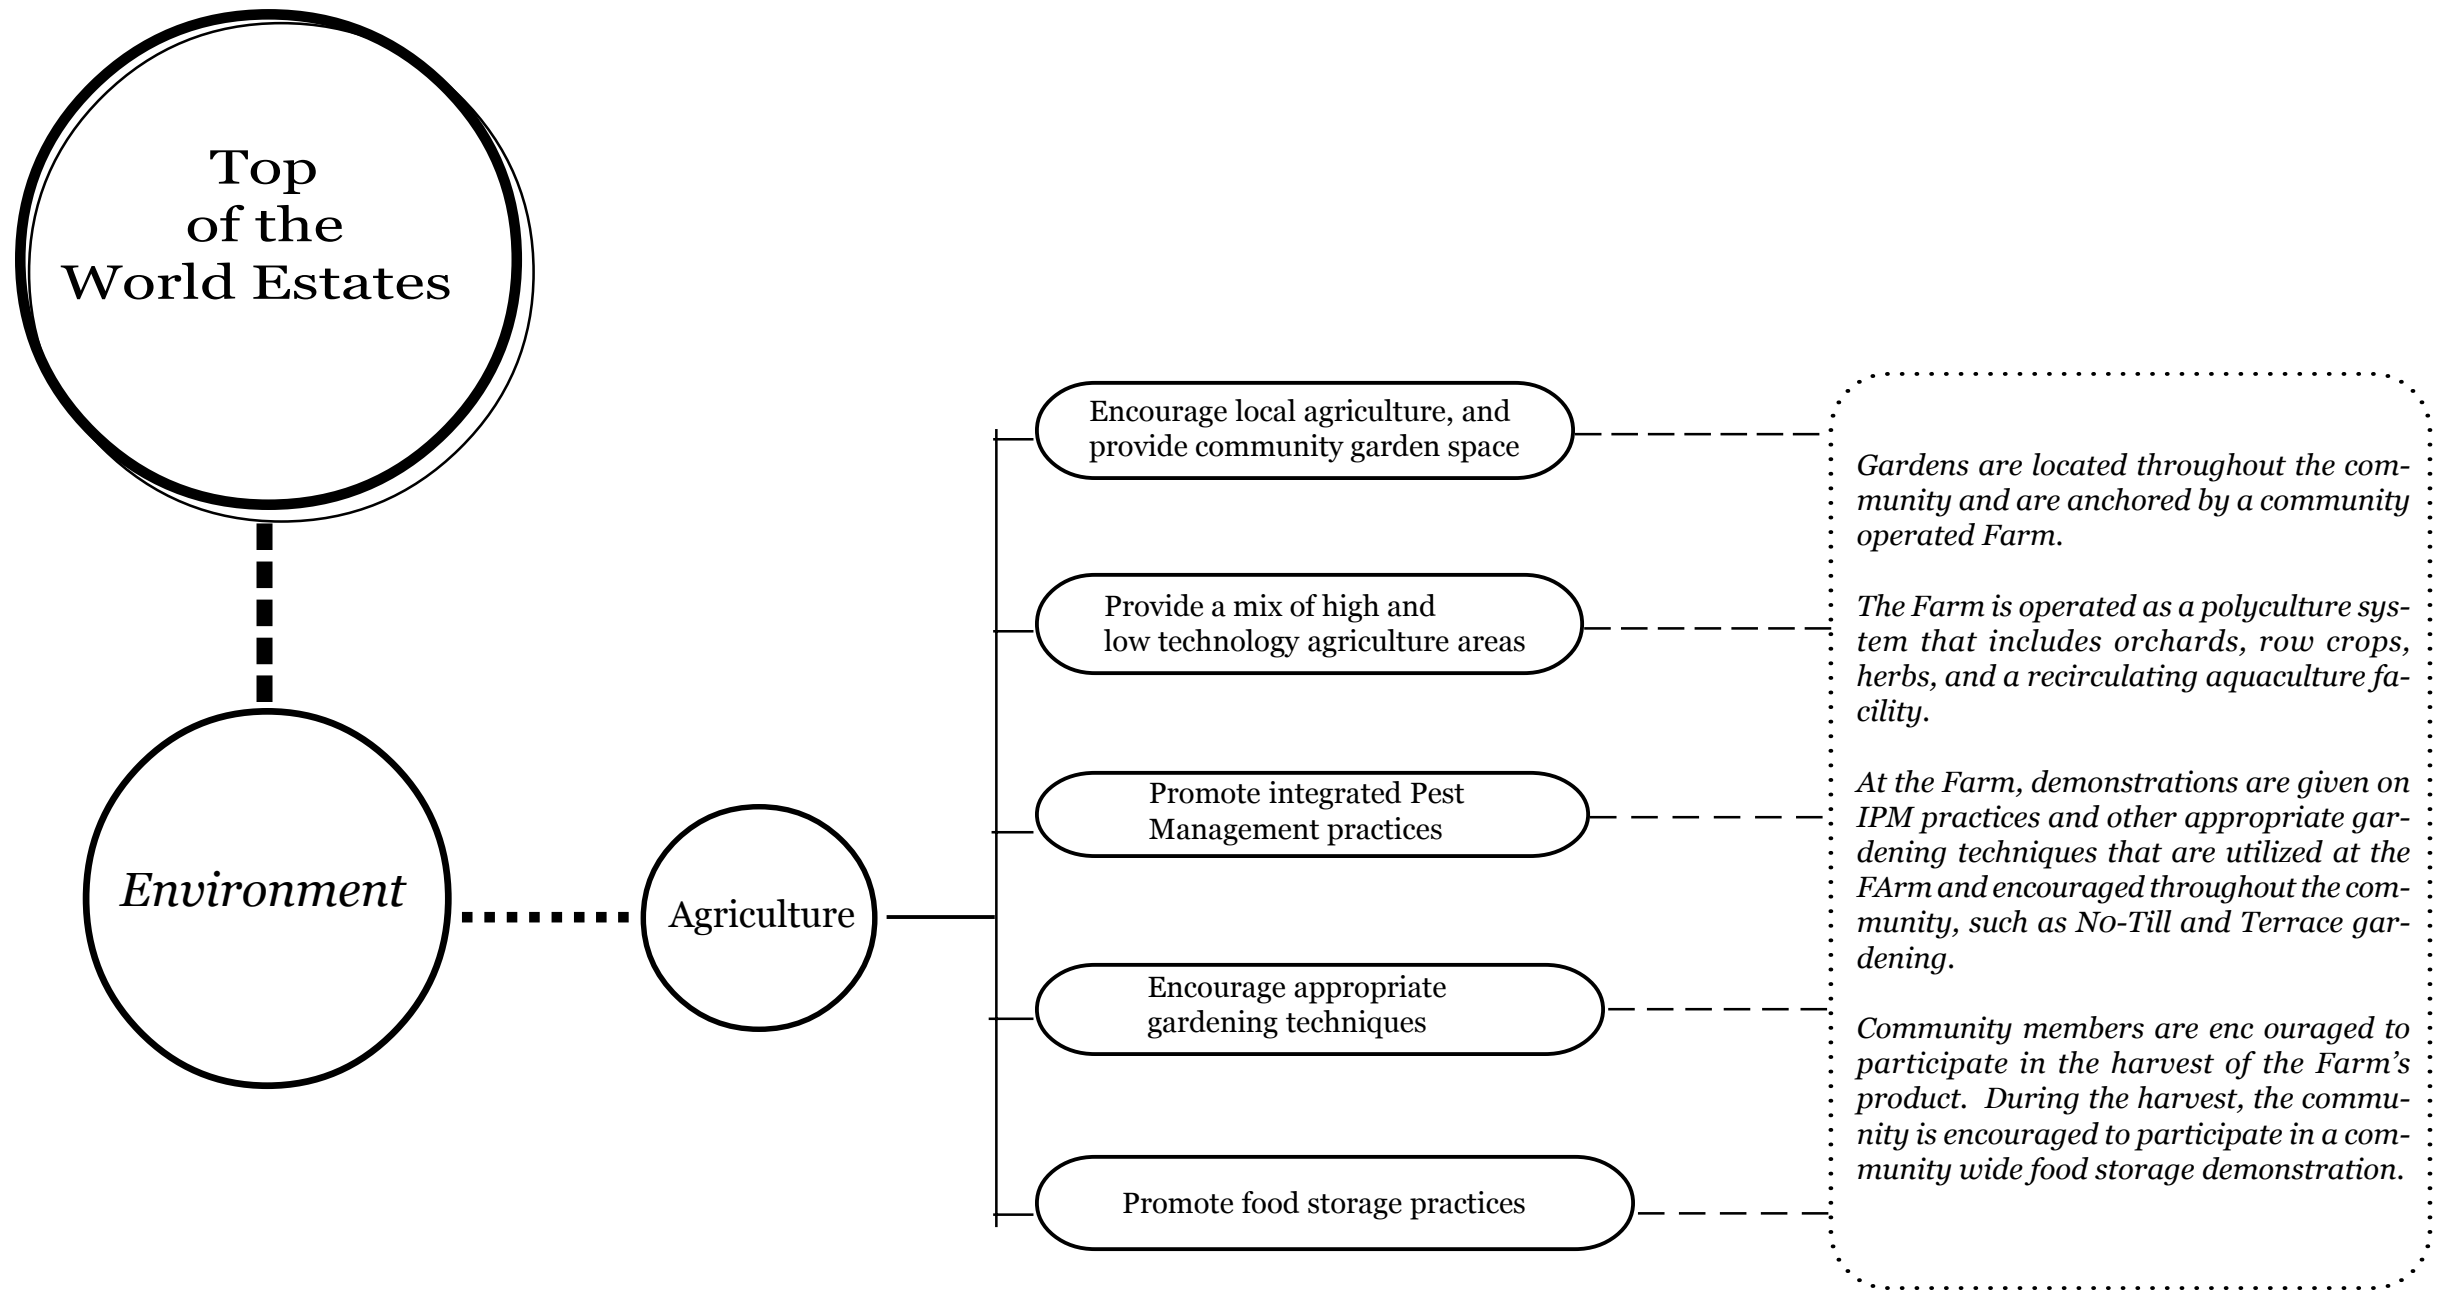 Top
of the
World Estates
Environment
Agriculture
Encourage local agriculture, and
provide community garden space
Provide a mix of high and
low technology agriculture areas
Promote integrated Pest
Management practices
Encourage appropriate
gardening techniques
Promote food storage practices
Gardens are located throughout the com-
munity and are anchored by a community
operated Farm.
The Farm is operated as a polyculture sys-
tem that includes orchards, row crops,
herbs, and a recirculating aquaculture fa-
cility.
At the Farm, demonstrations are given on
IPM practices and other appropriate gar-
dening techniques that are utilized at the
FArm and encouraged throughout the com-
munity, such as No-Till and Terrace gar-
dening.
Community members are enc ouraged to
participate in the harvest of the Farm’s
product.  During the harvest, the commu-
nity is encouraged to participate in a com-
munity wide food storage demonstration.